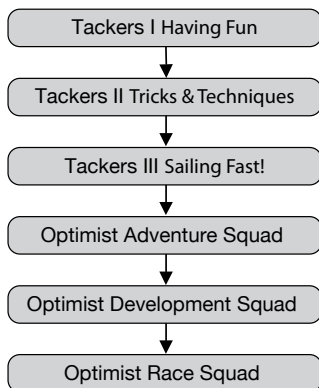 Tackers I Having Fun
Tackers II Tricks & Techniques
Tackers III Sailing Fast!
Optimist Adventure Squad
Optimist Development Squad
Optimist Race Squad